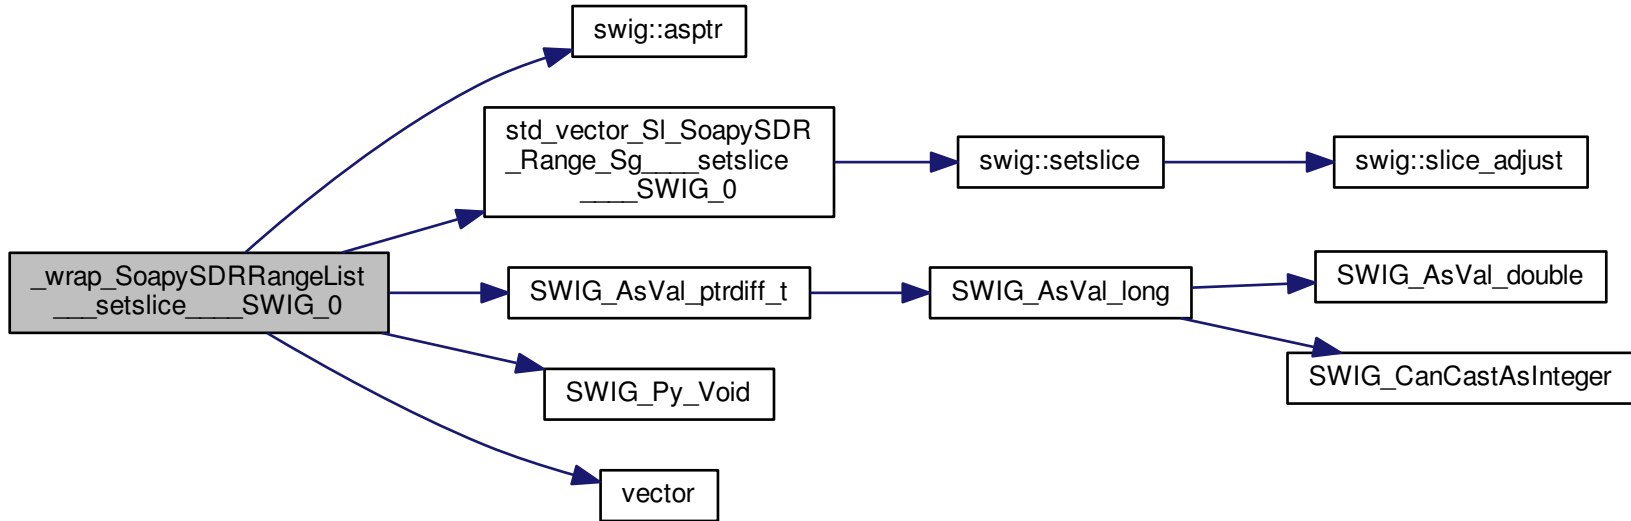 swig::asptr
std_vector_Sl_SoapySDR
_Range_Sg____setslice
____SWIG_0
swig::setslice
swig::slice_adjust
_wrap_SoapySDRRangeList
___setslice____SWIG_0
SWIG_AsVal_ptrdiff_t
SWIG_AsVal_long
SWIG_AsVal_double
SWIG_CanCastAsInteger
SWIG_Py_Void
vector